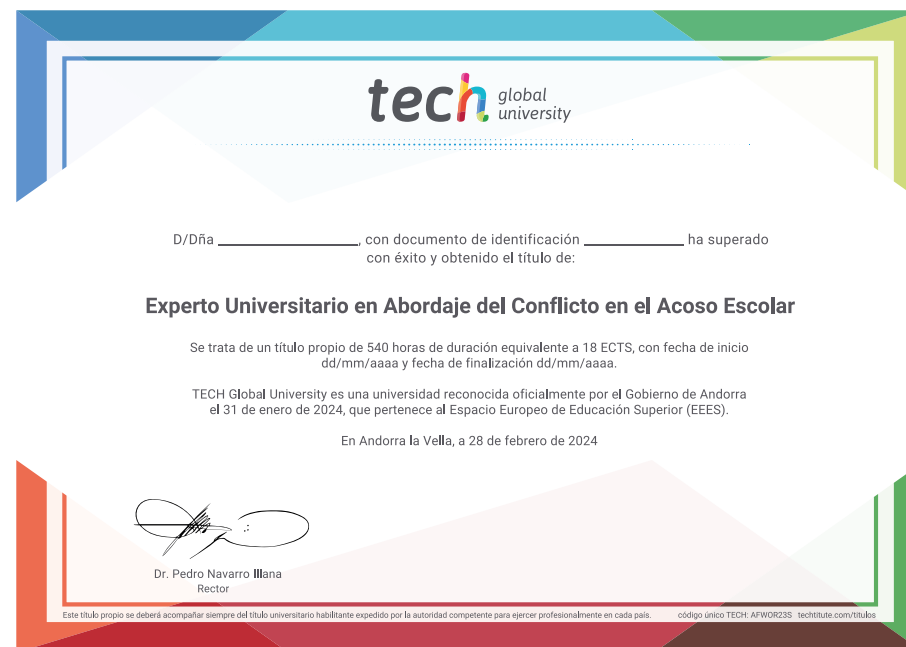 tech global university
D/Dña ____________________, con documento de identificación ______________ ha superado
con éxito y obtenido el título de:
Experto Universitario en Abordaje del Conflicto en el Acoso Escolar
Se trata de un título propio de 540 horas de duración equivalente a 18 ECTS, con fecha de inicio
dd/mm/aaaa y fecha de finalización dd/mm/aaaa.
TECH Global University es una universidad reconocida oficialmente por el Gobierno de Andorra
el 31 de enero de 2024, que pertenece al Espacio Europeo de Educación Superior (EEES).
En Andorra la Vella, a 28 de febrero de 2024
Dr. Pedro Navarro Illana
Rector
Este título propio se deberá acompañar siempre del título universitario habilitante expedido por la autoridad competente para ejercer profesionalmente en cada país. código único TECH: AFWOR23S techtitute.com/titulos